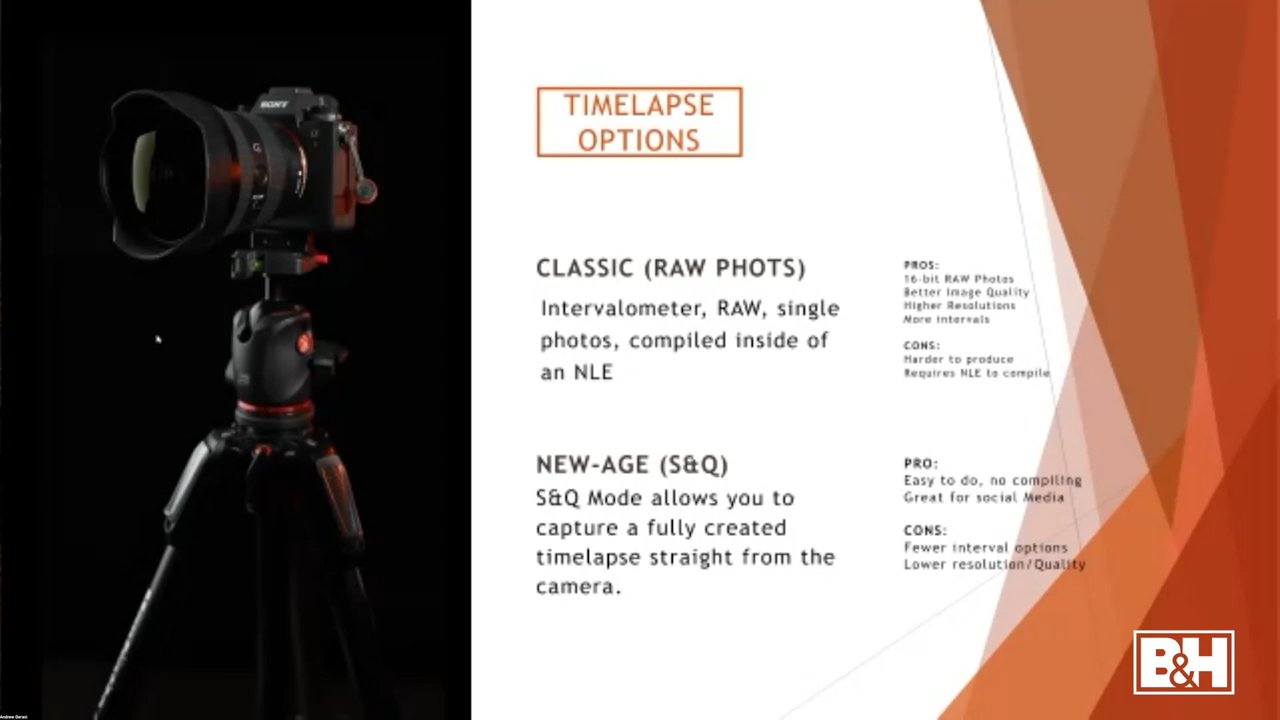 SONY
TIMELAPSE
OPTIONS
CLASSIC (RAW PHOTS)
Intervalometer, RAW, single
photos, compiled inside of
an NLE
PROS:
16-bit RAW Photos
Better Image Quality
Higher Resolutions
More intervals
CONS:
Harder to produce
Requires NLE to compile
NEW-AGE (S&Q)
S&Q Mode allows you to
capture a fully created
timelapse straight from the
camera.
PRO:
Easy to do, no compiling
Great for social Media
CONS:
Fewer interval options
Lower resolution/Quality
B&H